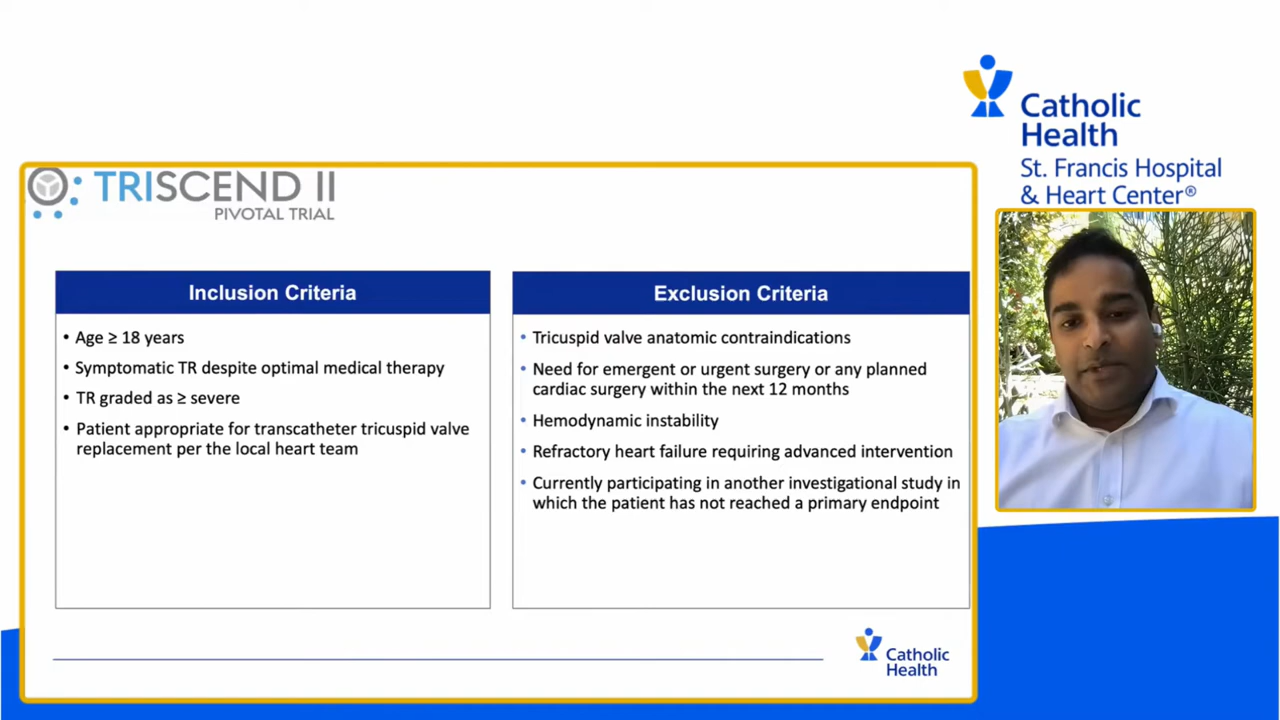 Catholic
Health
St. Francis Hospital
& Heart Center®
TRISCEND II
PIVOTAL TRIAL
Inclusion Criteria
• Age ≥ 18 years
• Symptomatic TR despite optimal medical therapy
• TR graded as ≥ severe
• Patient appropriate for transcatheter tricuspid valve
replacement per the local heart team
Exclusion Criteria
• Tricuspid valve anatomic contraindications
• Need for emergent or urgent surgery or any planned
cardiac surgery within the next 12 months
• Hemodynamic instability
• Refractory heart failure requiring advanced intervention
• Currently participating in another investigational study in
which the patient has not reached a primary endpoint
Catholic
Health